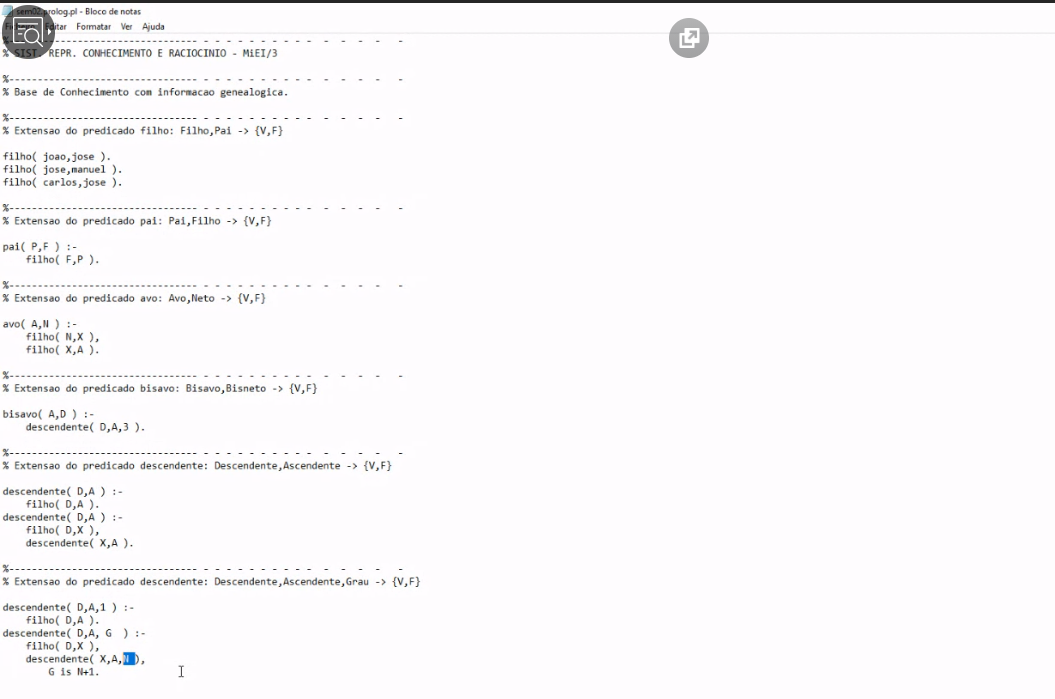 sem02.prolog.pl - Bloco de notas
Editar Formatar Ver Ajuda
%-------------------------------- - - - - - - - - - - - - - -
% SIST. REPR. CONHECIMENTO E RACIOCINIO - MiEI/3
%-------------------------------- - - - - - - - - - - - - - -
% Base de Conhecimento com informacao genealogica.
%-------------------------------- - - - - - - - - - - - - - -
% Extensao do predicado filho: Filho,Pai -> {V,F}
filho( joao,jose ).
filho( jose,manuel ).
filho( carlos,jose ).
%-------------------------------- - - - - - - - - - - - - - -
% Extensao do predicado pai: Pai,Filho -> {V,F}
pai( P,F ) :-
filho( F,P ).
%-------------------------------- - - - - - - - - - - - - - -
% Extensao do predicado avo: Avo,Neto -> {V,F}
avo( A,N ) :-
filho( N,X ),
filho( X,A ).
%-------------------------------- - - - - - - - - - - - - - -
% Extensao do predicado bisavo: Bisavo,Bisneto -> {V,F}
bisavo( A,D ) :-
descendente( D,A,3 ).
%-------------------------------- - - - - - - - - - - - - - -
% Extensao do predicado descendente: Descendente,Ascendente -> {V,F}
descendente( D,A ) :-
filho( D,A ).
descendente( D,A ) :-
filho( D,X ),
descendente( X,A ).
%-------------------------------- - - - - - - - - - - - - - -
% Extensao do predicado descendente: Descendente,Ascendente,Grau -> {V,F}
descendente( D,A,1 ) :-
filho( D,A ).
descendente( D,A, G ) :-
filho( D,X ),
descendente( X,A,N ),
G is N+1.